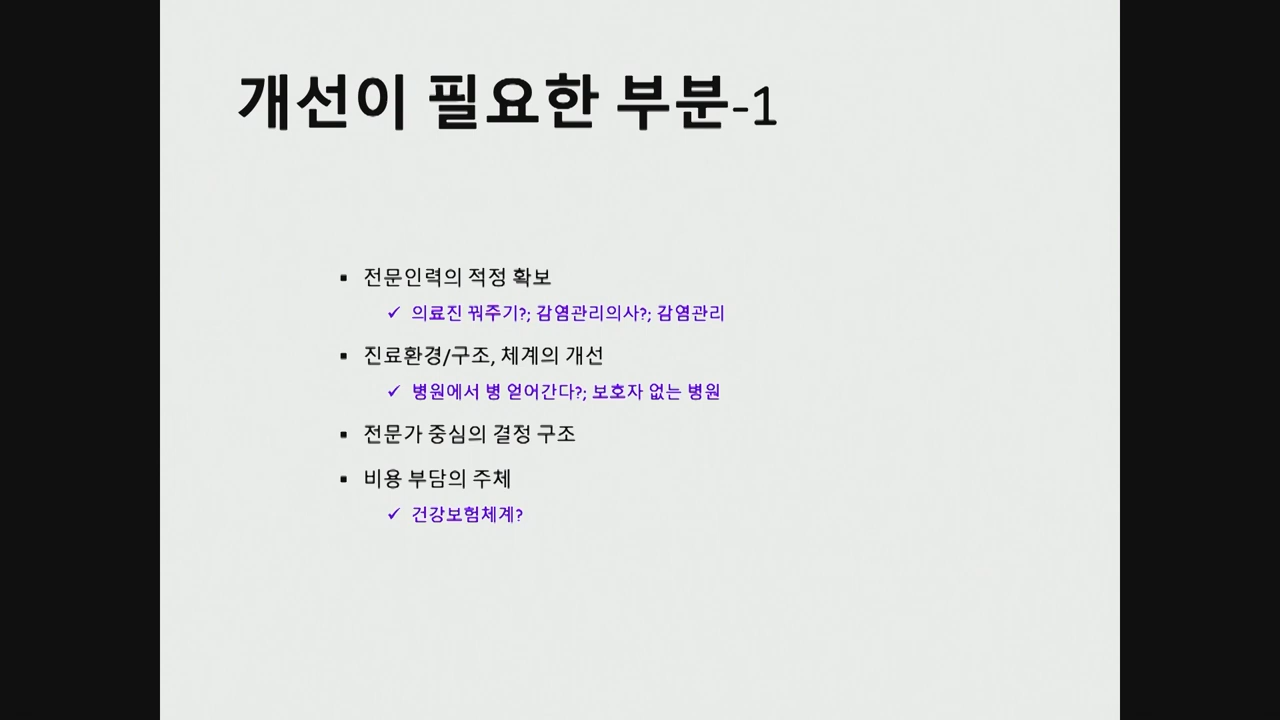 개선이 필요한 부분-1
▪ 전문인력의 적정 확보
✓ 의료진 꿔주기?; 감염관리의사?; 감염관리
▪ 진료환경/구조, 체계의 개선
✓ 병원에서 병 얻어간다?; 보호자 없는 병원
▪ 전문가 중심의 결정 구조
▪ 비용 부담의 주체
✓ 건강보험체계?